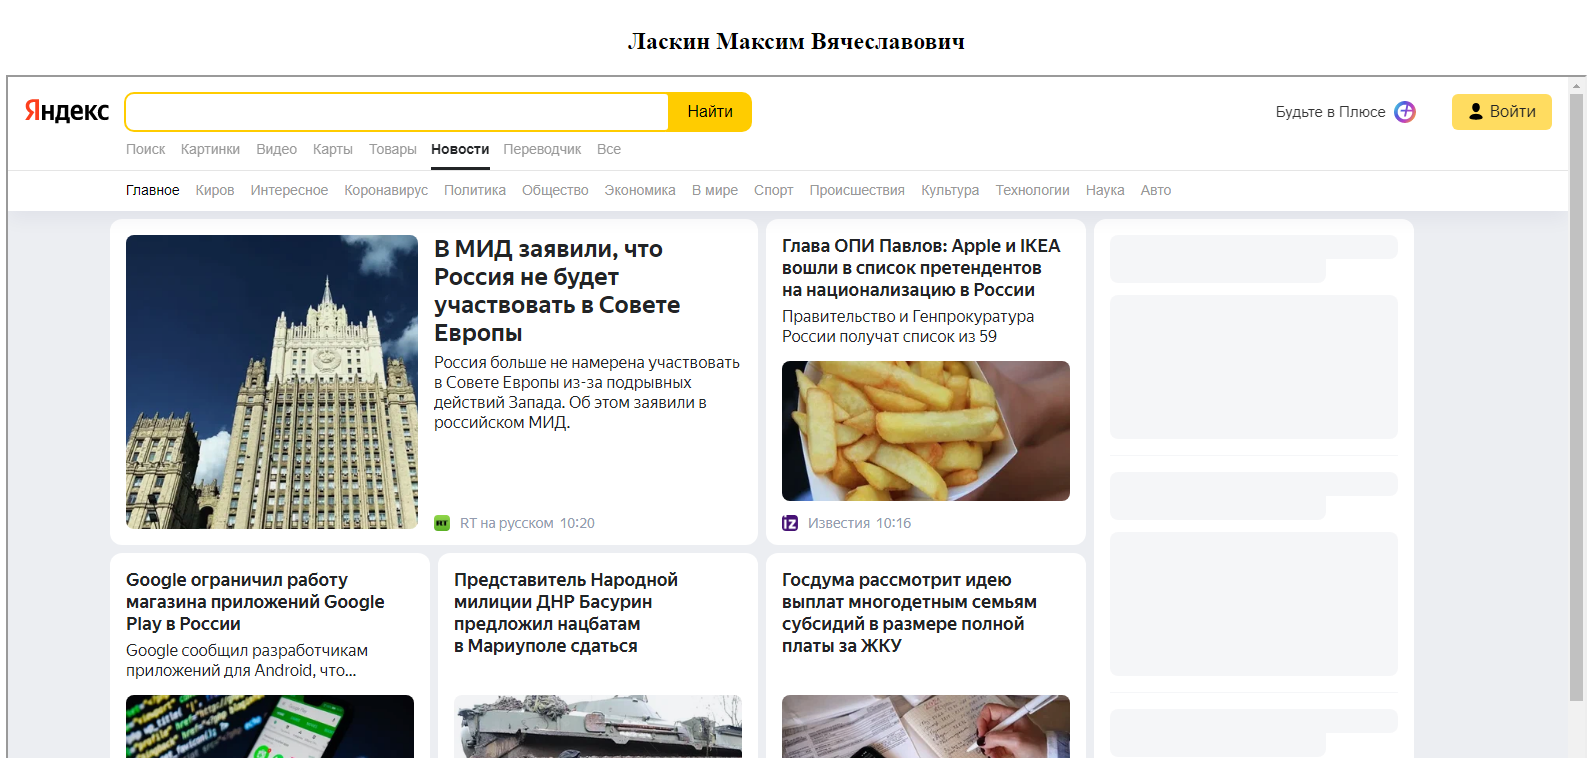 Ласкин Максим Вячеславович
Яндекс
Найти
Будьте в Плюсе
Войти
Поиск Картинки Видео Карты Товары Новости Переводчик Все
Главное Киров Интересное Коронавирус Политика Общество Экономика В мире Спорт Происшествия Культура Технологии Наука Авто
В МИД заявили, что
Россия не будет
участвовать в Совете
Европы
Россия больше не намерена участвовать
в Совете Европы из-за подрывных
действий Запада. Об этом заявили в
российском МИД.
RT RT на русском 10:20
Глава ОПИ Павлов: Apple и IKEA
вошли в список претендентов
на национализацию в России
Правительство и Генпрокуратура
России получат список из 59
iz Известия 10:16
Google ограничил работу
магазина приложений Google
Play в России
Google сообщил разработчикам
приложений для Android, что...
Представитель Народной
милиции ДНР Басурин
предложил нацбатам
в Мариуполе сдаться
Госдума рассмотрит идею
выплат многодетным семьям
субсидий в размере полной
платы за ЖКУ